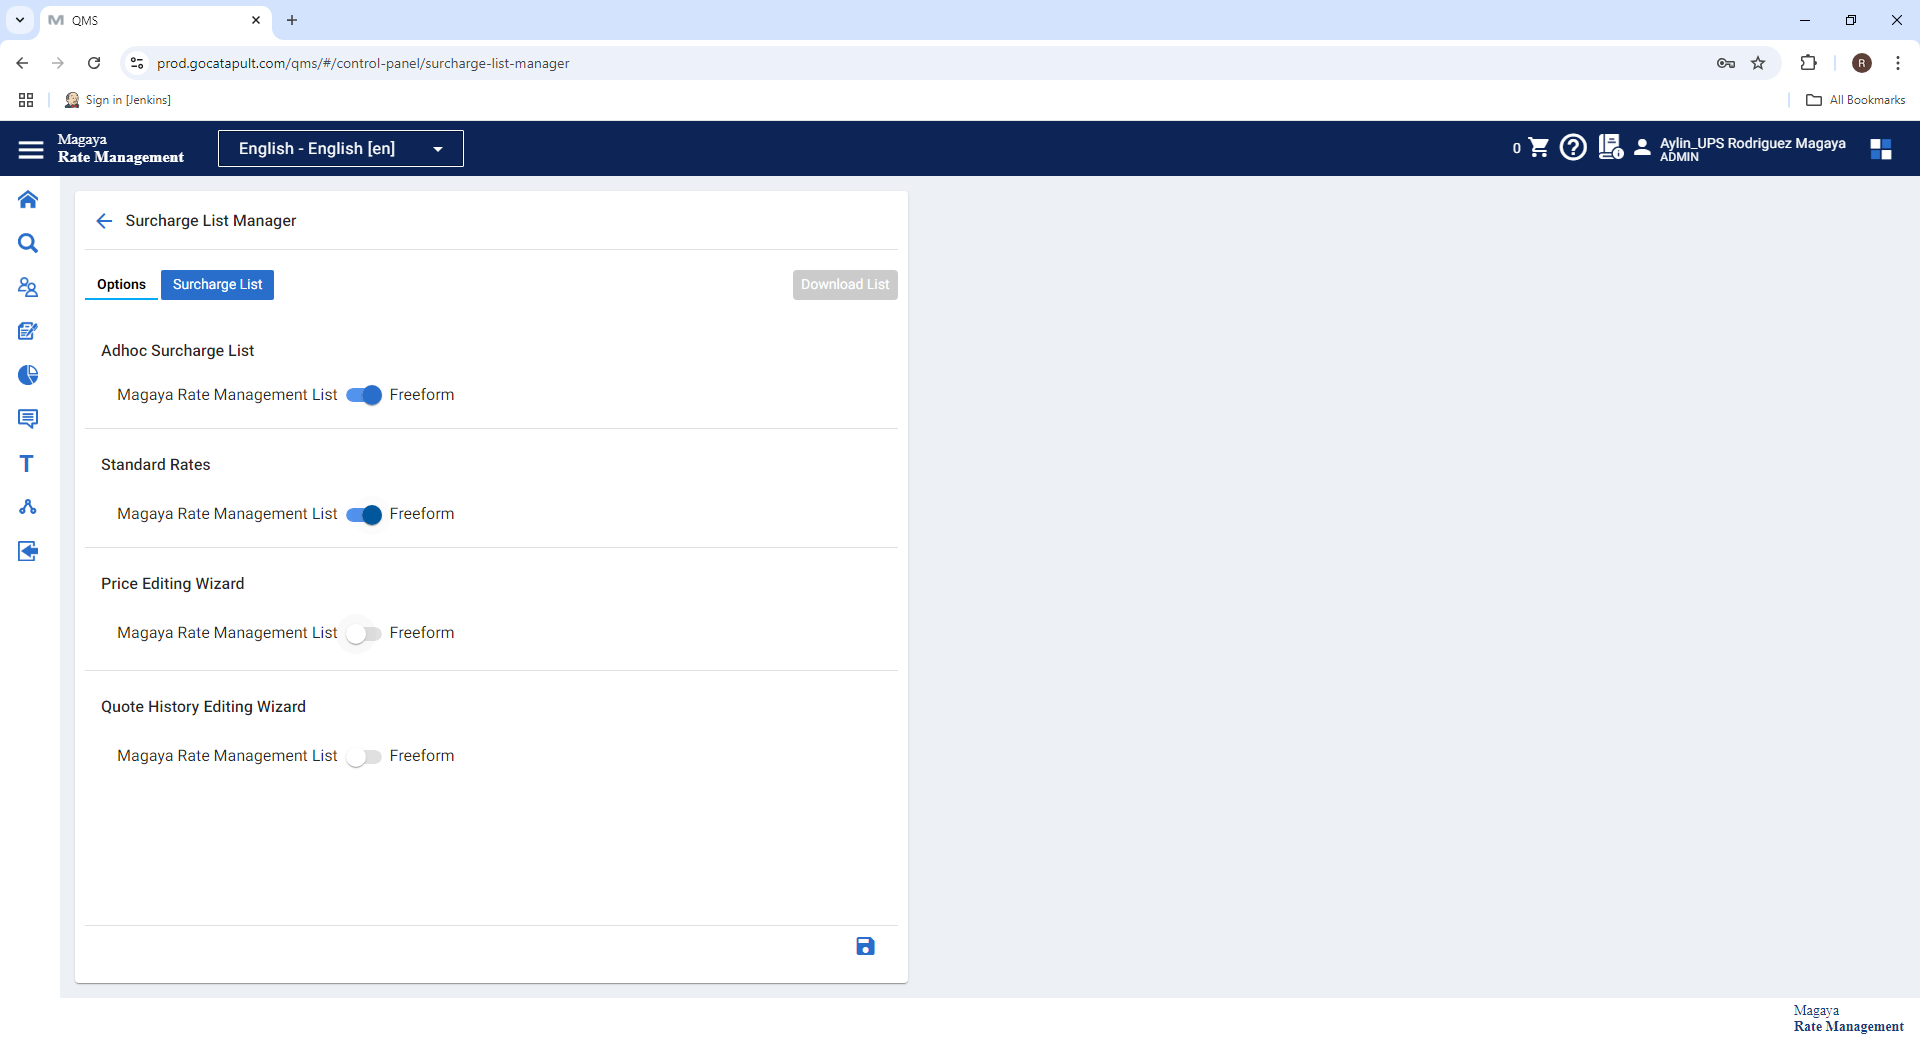 QMS
prod.gocatapult.com/qms/#/control-panel/surcharge-list-manager
R
Sign in [Jenkins]
All Bookmarks
Magaya
Rate Management
English - English [en]
0
Aylin_UPS Rodriguez Magaya
ADMIN
Surcharge List Manager
Options
Surcharge List
Download List
Adhoc Surcharge List
Magaya Rate Management List
Freeform
Standard Rates
Magaya Rate Management List
Freeform
Price Editing Wizard
Magaya Rate Management List
Freeform
Quote History Editing Wizard
Magaya Rate Management List
Freeform
Magaya
Rate Management